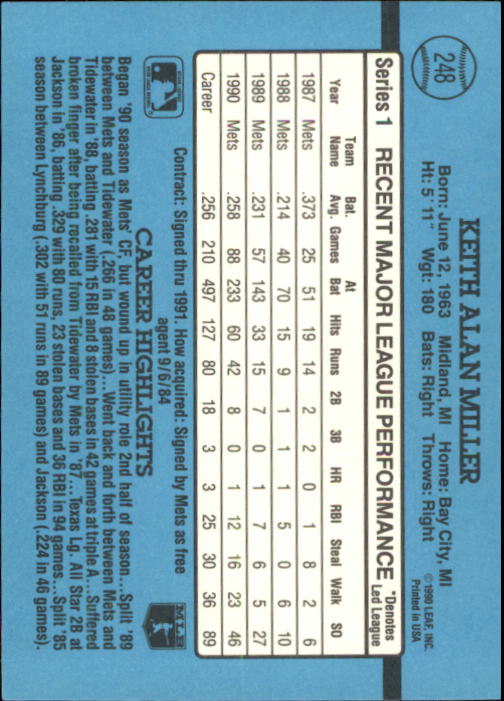 248
KEITH ALAN MILLER
Born: June 12, 1963 Midland, MI Home: Bay City, MI
Ht: 5' 11" Wgt: 180 Bats: Right Throws: Right
© 1990 LEAF, INC.
Printed in USA
Series 1 RECENT MAJOR LEAGUE PERFORMANCE *Denotes Led League
Year Team Name Bat. Avg. Games At Bat Hits Runs 2B 3B HR RBI Steal Walk SO
1987 Mets .373 25 51 19 14 2 2 0 1 8 2 6
1988 Mets .214 40 70 15 9 1 1 1 5 0 6 10
1989 Mets .231 57 143 33 15 7 0 1 7 6 5 27
1990 Mets .258 88 233 60 42 8 0 1 12 16 23 46
Career .256 210 497 127 80 18 3 3 25 30 36 89
Contract: Signed thru 1991. How acquired: Signed by Mets as free
agent 9/6/84
MLB
CAREER HIGHLIGHTS
Began '90 season as Mets' CF, but wound up in utility role 2nd half of season...Split '89
between Mets and Tidewater (.266 in 48 games)...Went back and forth between Mets and
Tidewater in '88, batting .281 with 15 RBI and 8 stolen bases in 42 games at triple A...Suffered
broken finger after being recalled from Tidewater by Mets in '87...Texas Lg. All Star 2B at
Jackson in '86, batting .329 with 80 runs, 23 stolen bases and 36 RBI in 94 games...Split '85
season between Lynchburg (.302 with 51 runs in 89 games) and Jackson (.224 in 46 games).